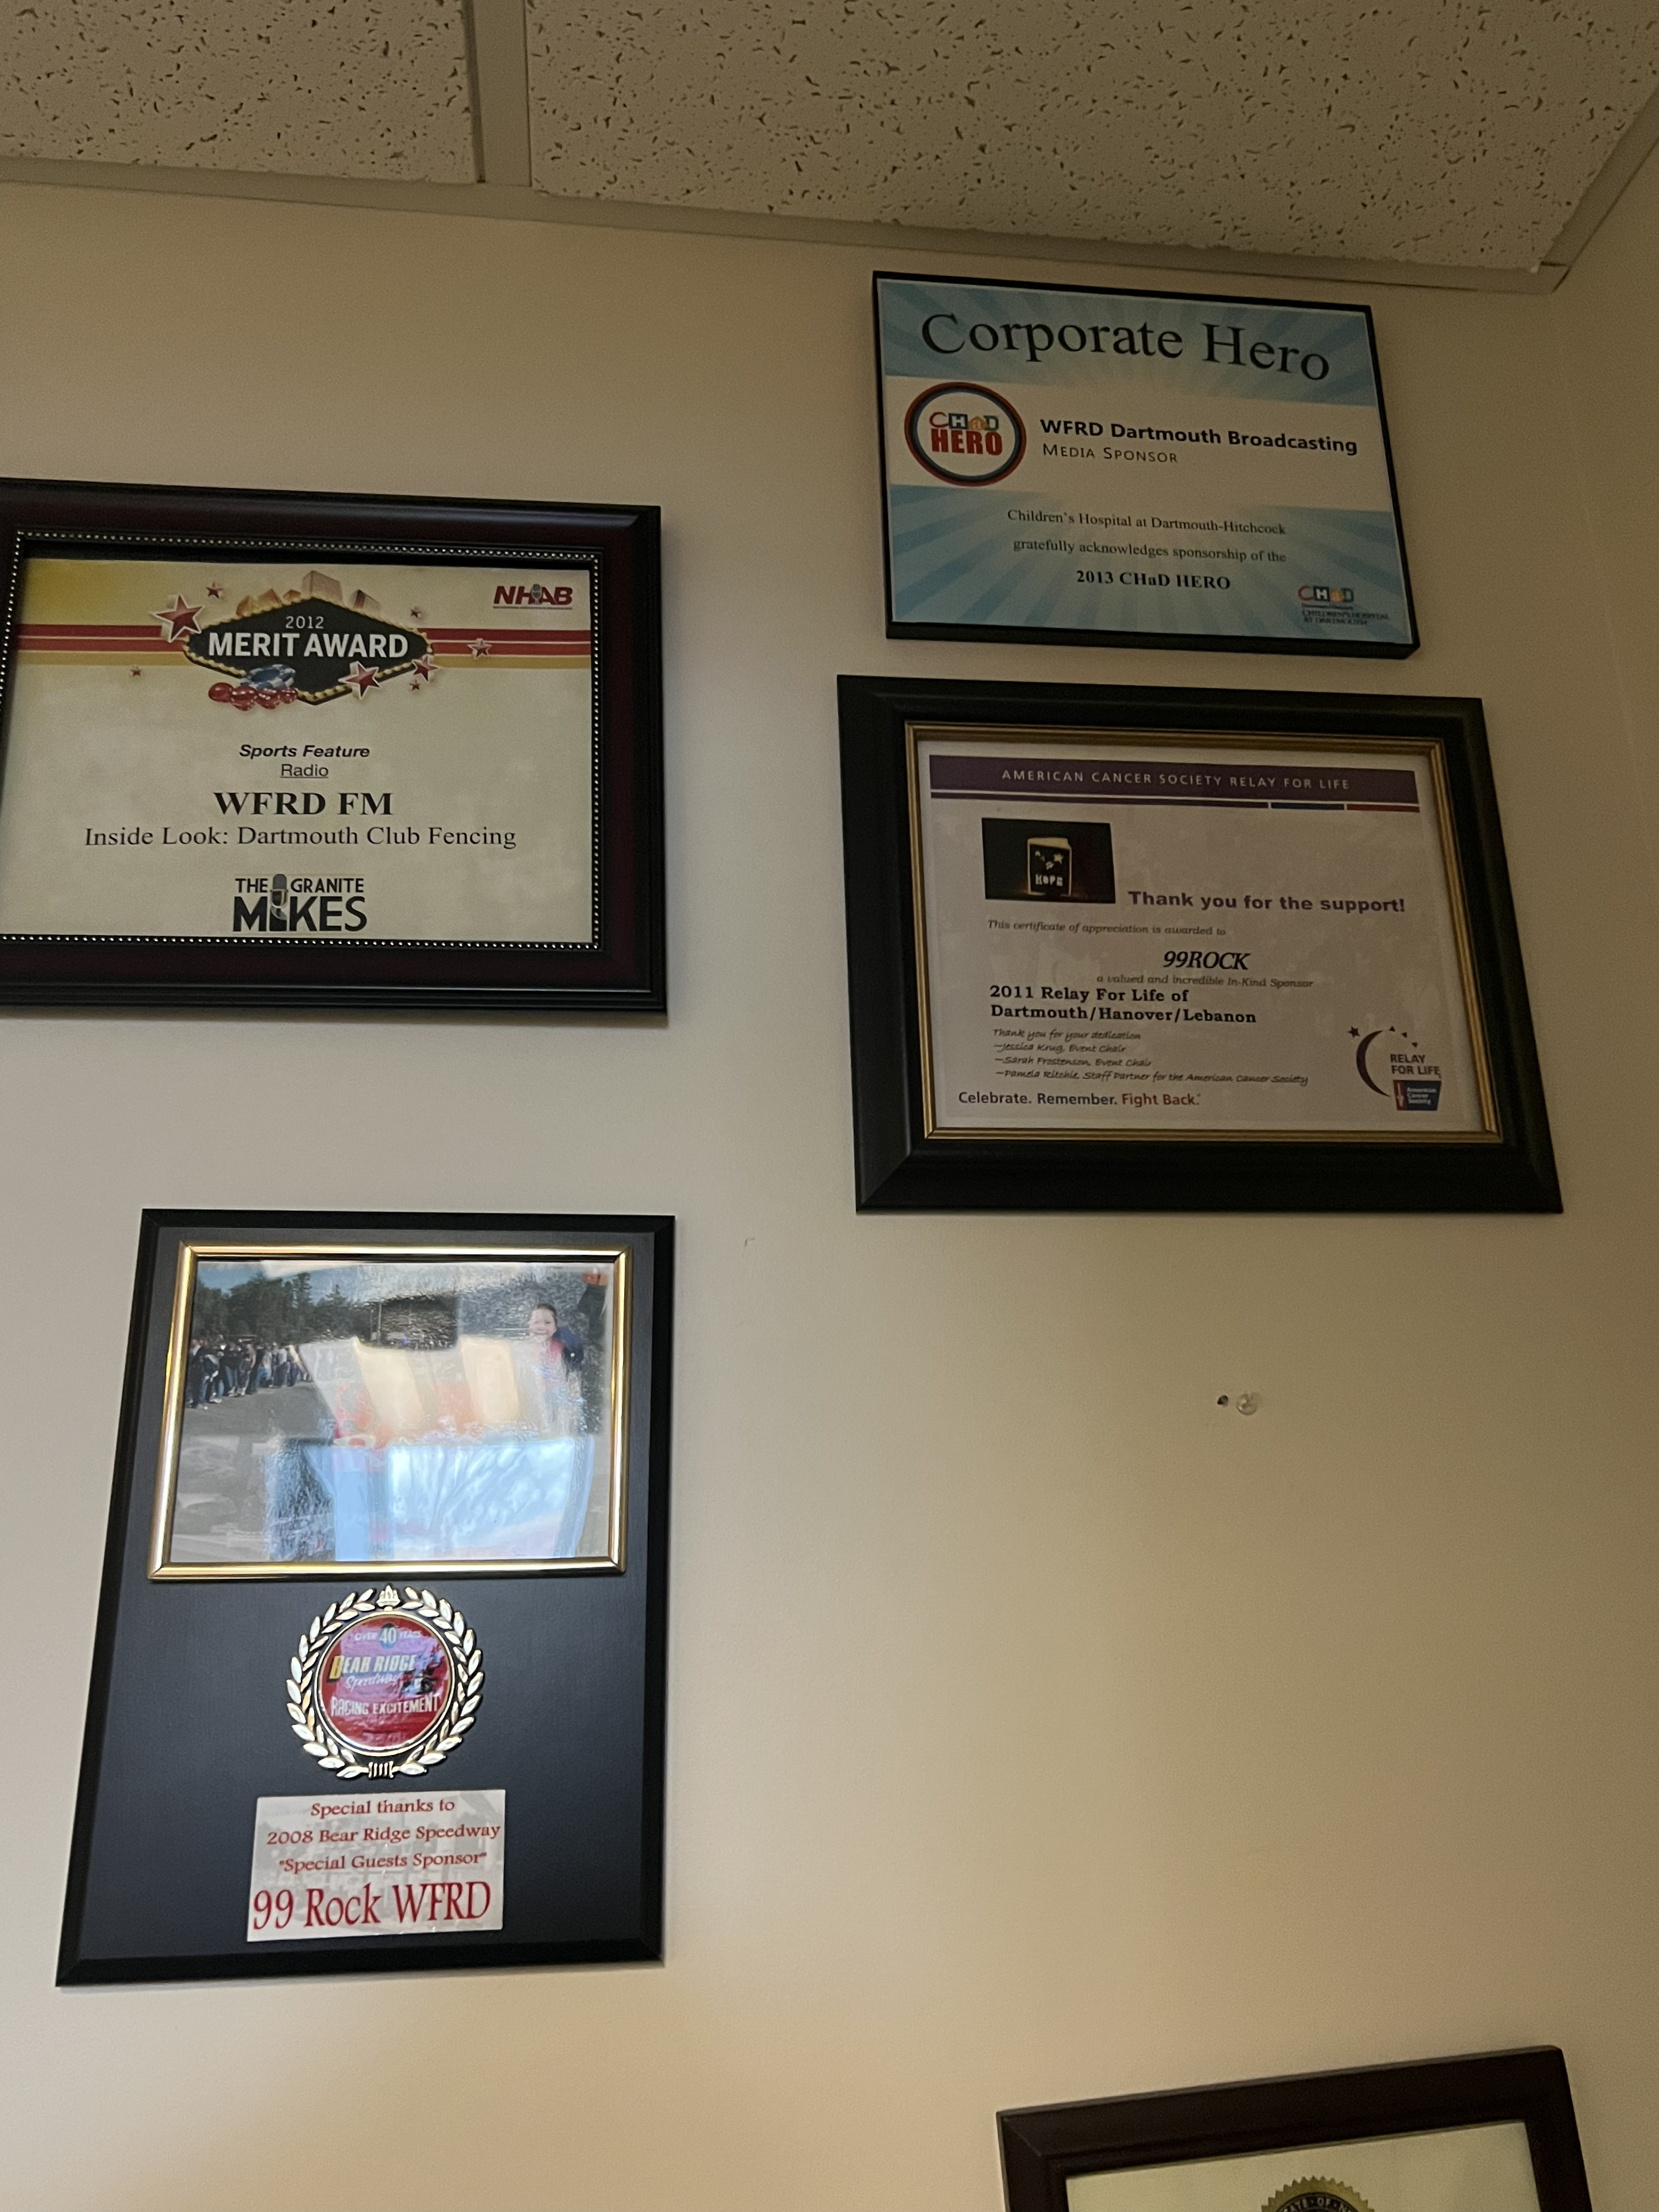 Corporate Hero
CHaD
HERO
WFRD Dartmouth Broadcasting
MEDIA SPONSOR
Children's Hospital at Dartmouth-Hitchcock
gratefully acknowledges sponsorship of the
2013 CHaD HERO
CHaD
CHILDREN'S HOSPITAL
AT DARTMOUTH
NHAB
2012
MERIT AWARD
Sports Feature
Radio
WFRD FM
Inside Look: Dartmouth Club Fencing
THE GRANITE
MIKES
AMERICAN CANCER SOCIETY RELAY FOR LIFE
HOPE
Thank you for the support!
This certificate of appreciation is awarded to
99ROCK
a valued and incredible In-Kind Sponsor
2011 Relay For Life of
Dartmouth/Hanover/Lebanon
Thank you for your dedication
~Jessica Krug, Event Chair
~Sarah Frostenson, Event Chair
~Pamela Ritchie, Staff Partner for the American Cancer Society
Celebrate. Remember. Fight Back.
RELAY
FOR LIFE
American
Cancer
Society
OVER 40 YEARS
BEAR RIDGE
Speedway
RACING EXCITEMENT
Special thanks to
2008 Bear Ridge Speedway
"Special Guests Sponsor"
99 Rock WFRD